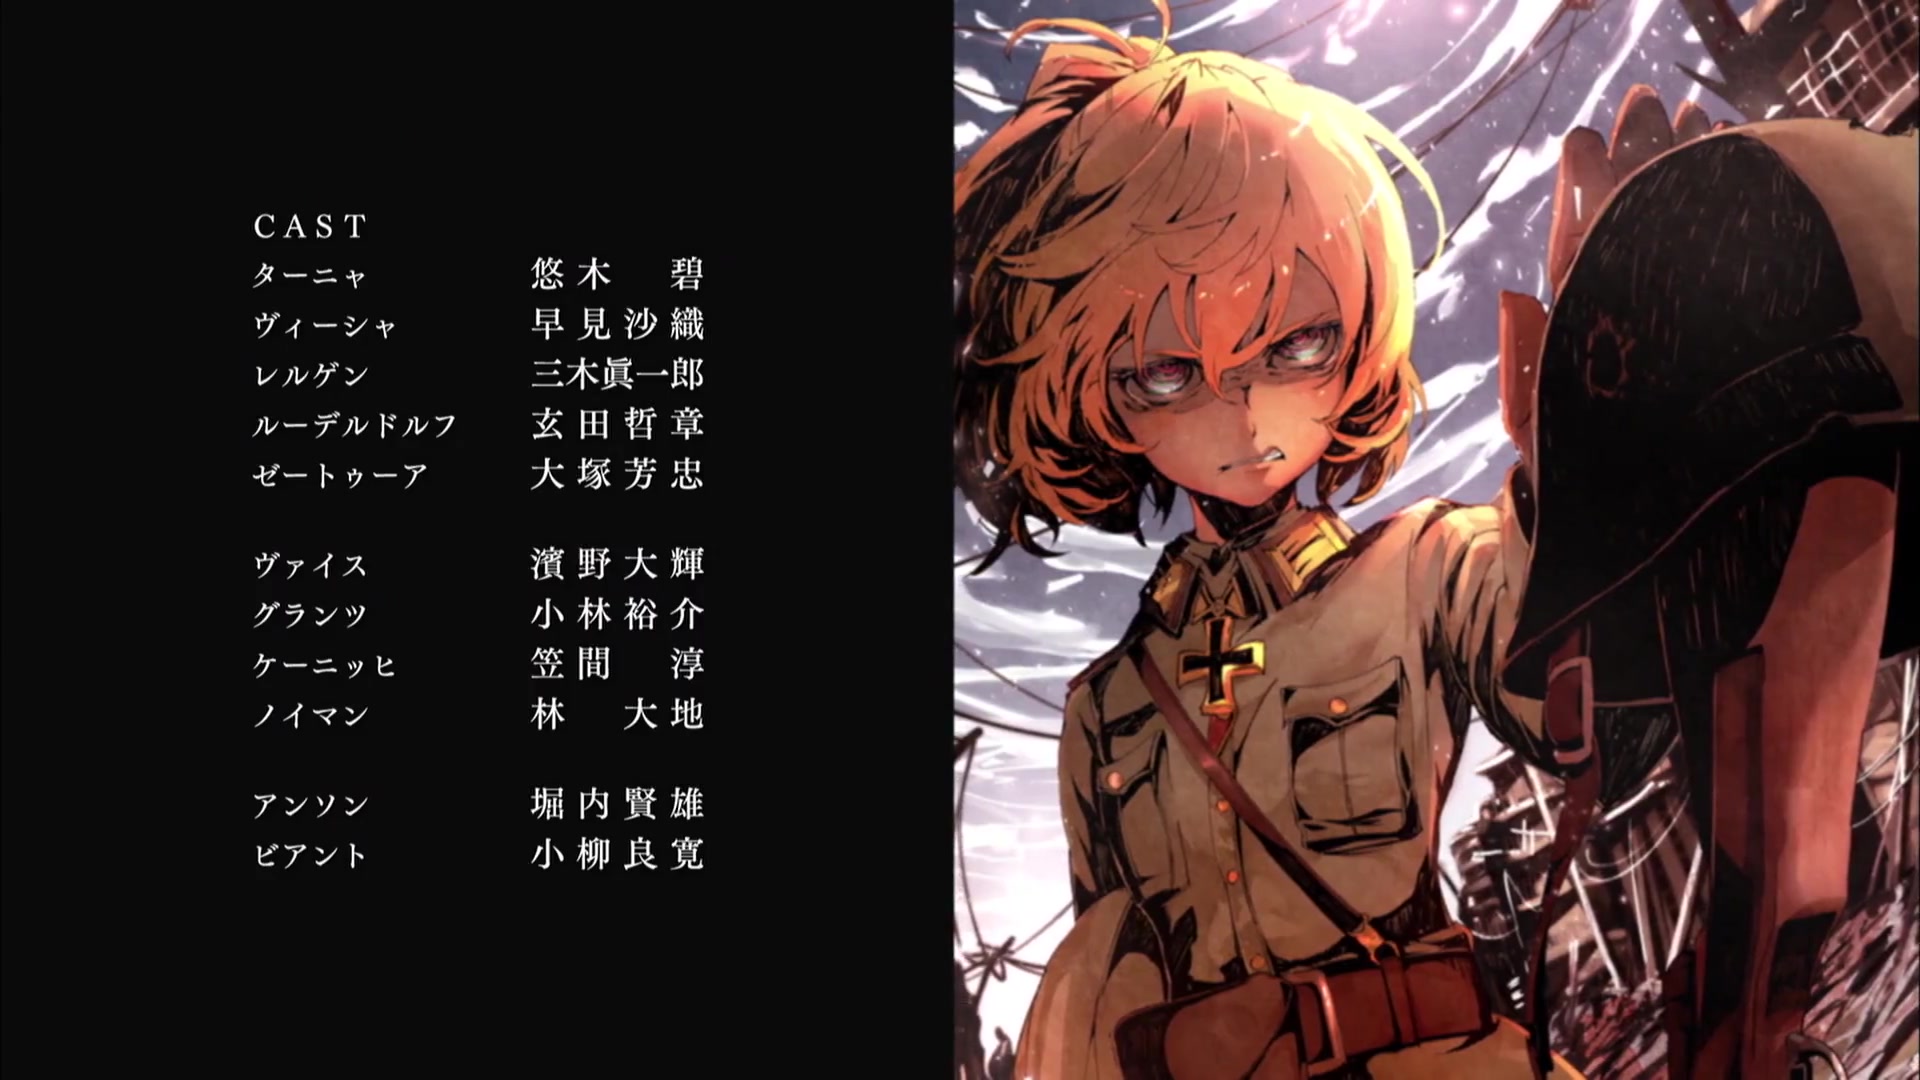 CAST
ターニャ 悠木 碧
ヴィーシャ 早見沙織
レルゲン 三木眞一郎
ルーデルドルフ 玄田哲章
ゼートゥーア 大塚芳忠
ヴァイス 濱野大輝
グランツ 小林裕介
ケーニッヒ 笠間 淳
ノイマン 林 大地
アンソン 堀内賢雄
ビアント 小柳良寛